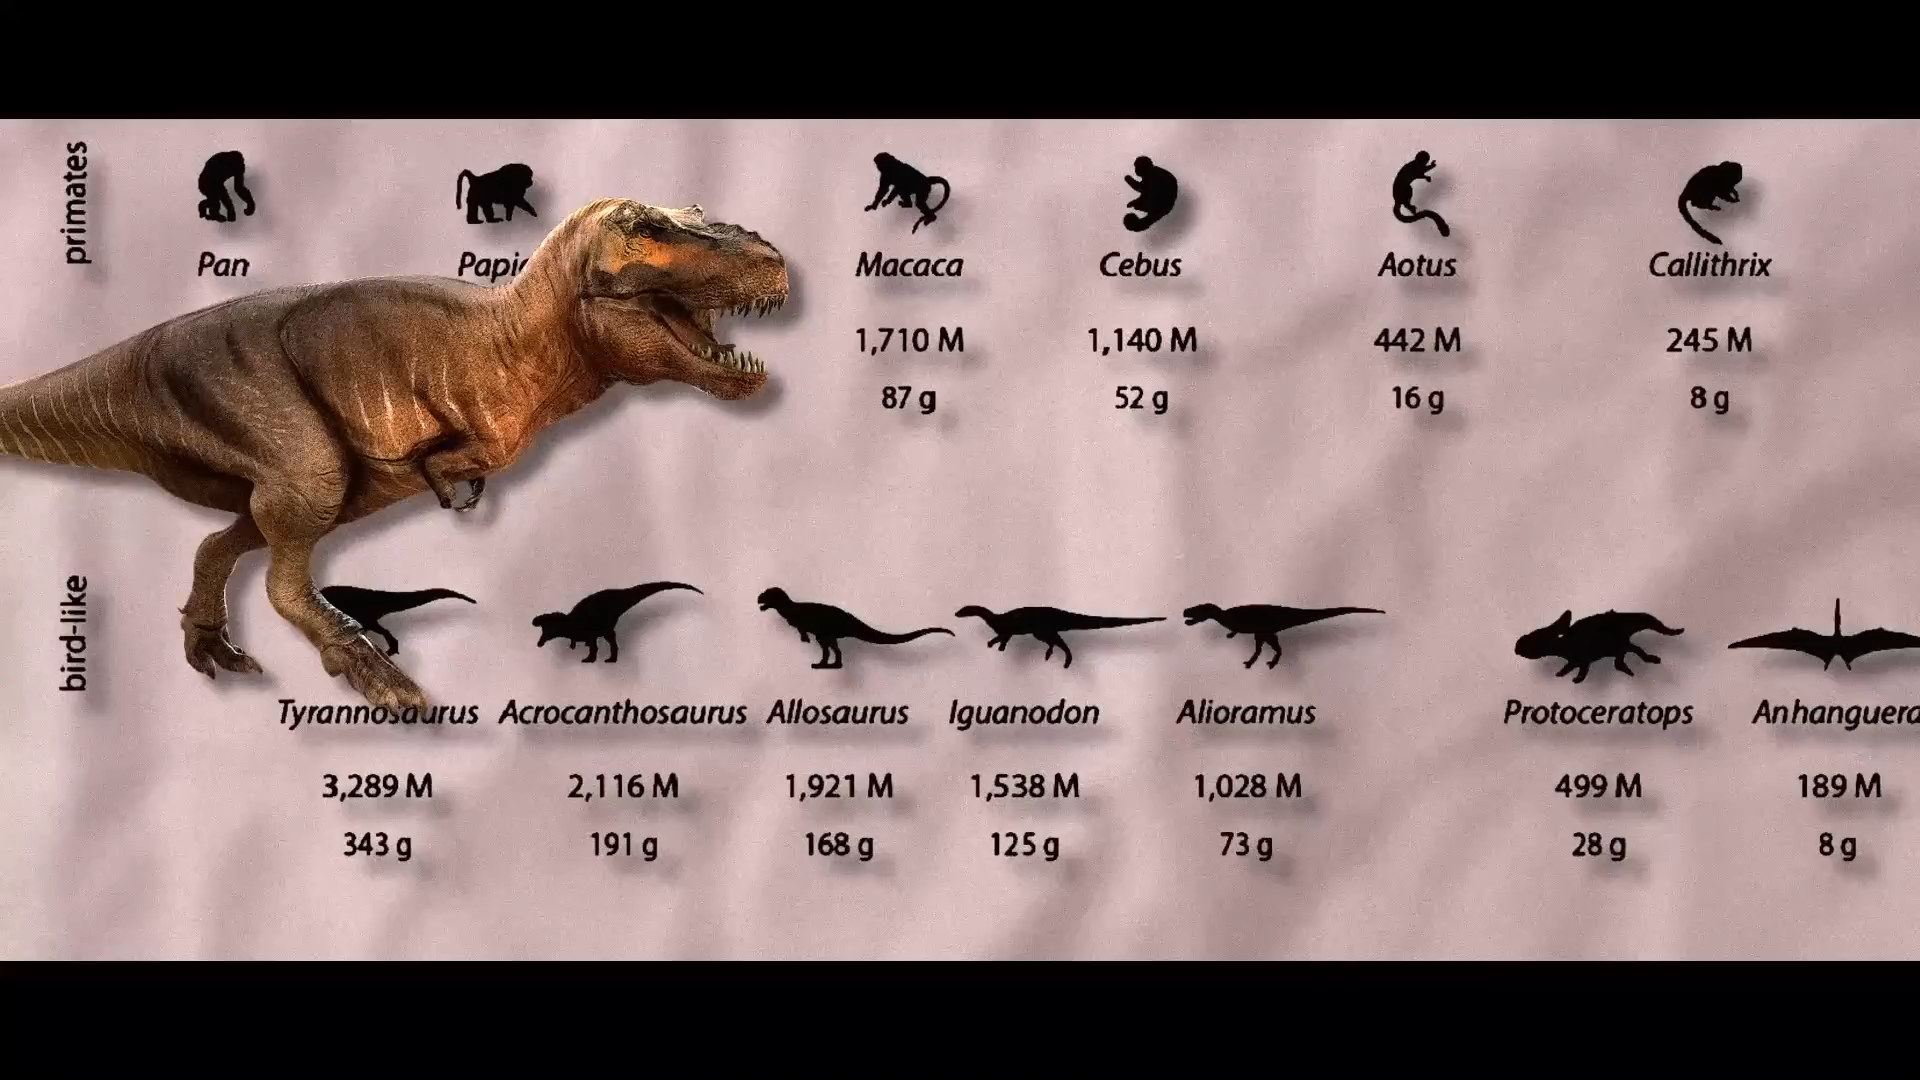 primates
Pan Macaca Cebus Aotus Callithrix
1,710 M 1,140 M 442 M 245 M
87 g 52 g 16 g 8 g
bird-like
Tyrannosaurus Acrocanthosaurus Allosaurus Iguanodon Alioramus Protoceratops Anhanguera
3,289 M 2,116 M 1,921 M 1,538 M 1,028 M 499 M 189 M
343 g 191 g 168 g 125 g 73 g 28 g 8 g